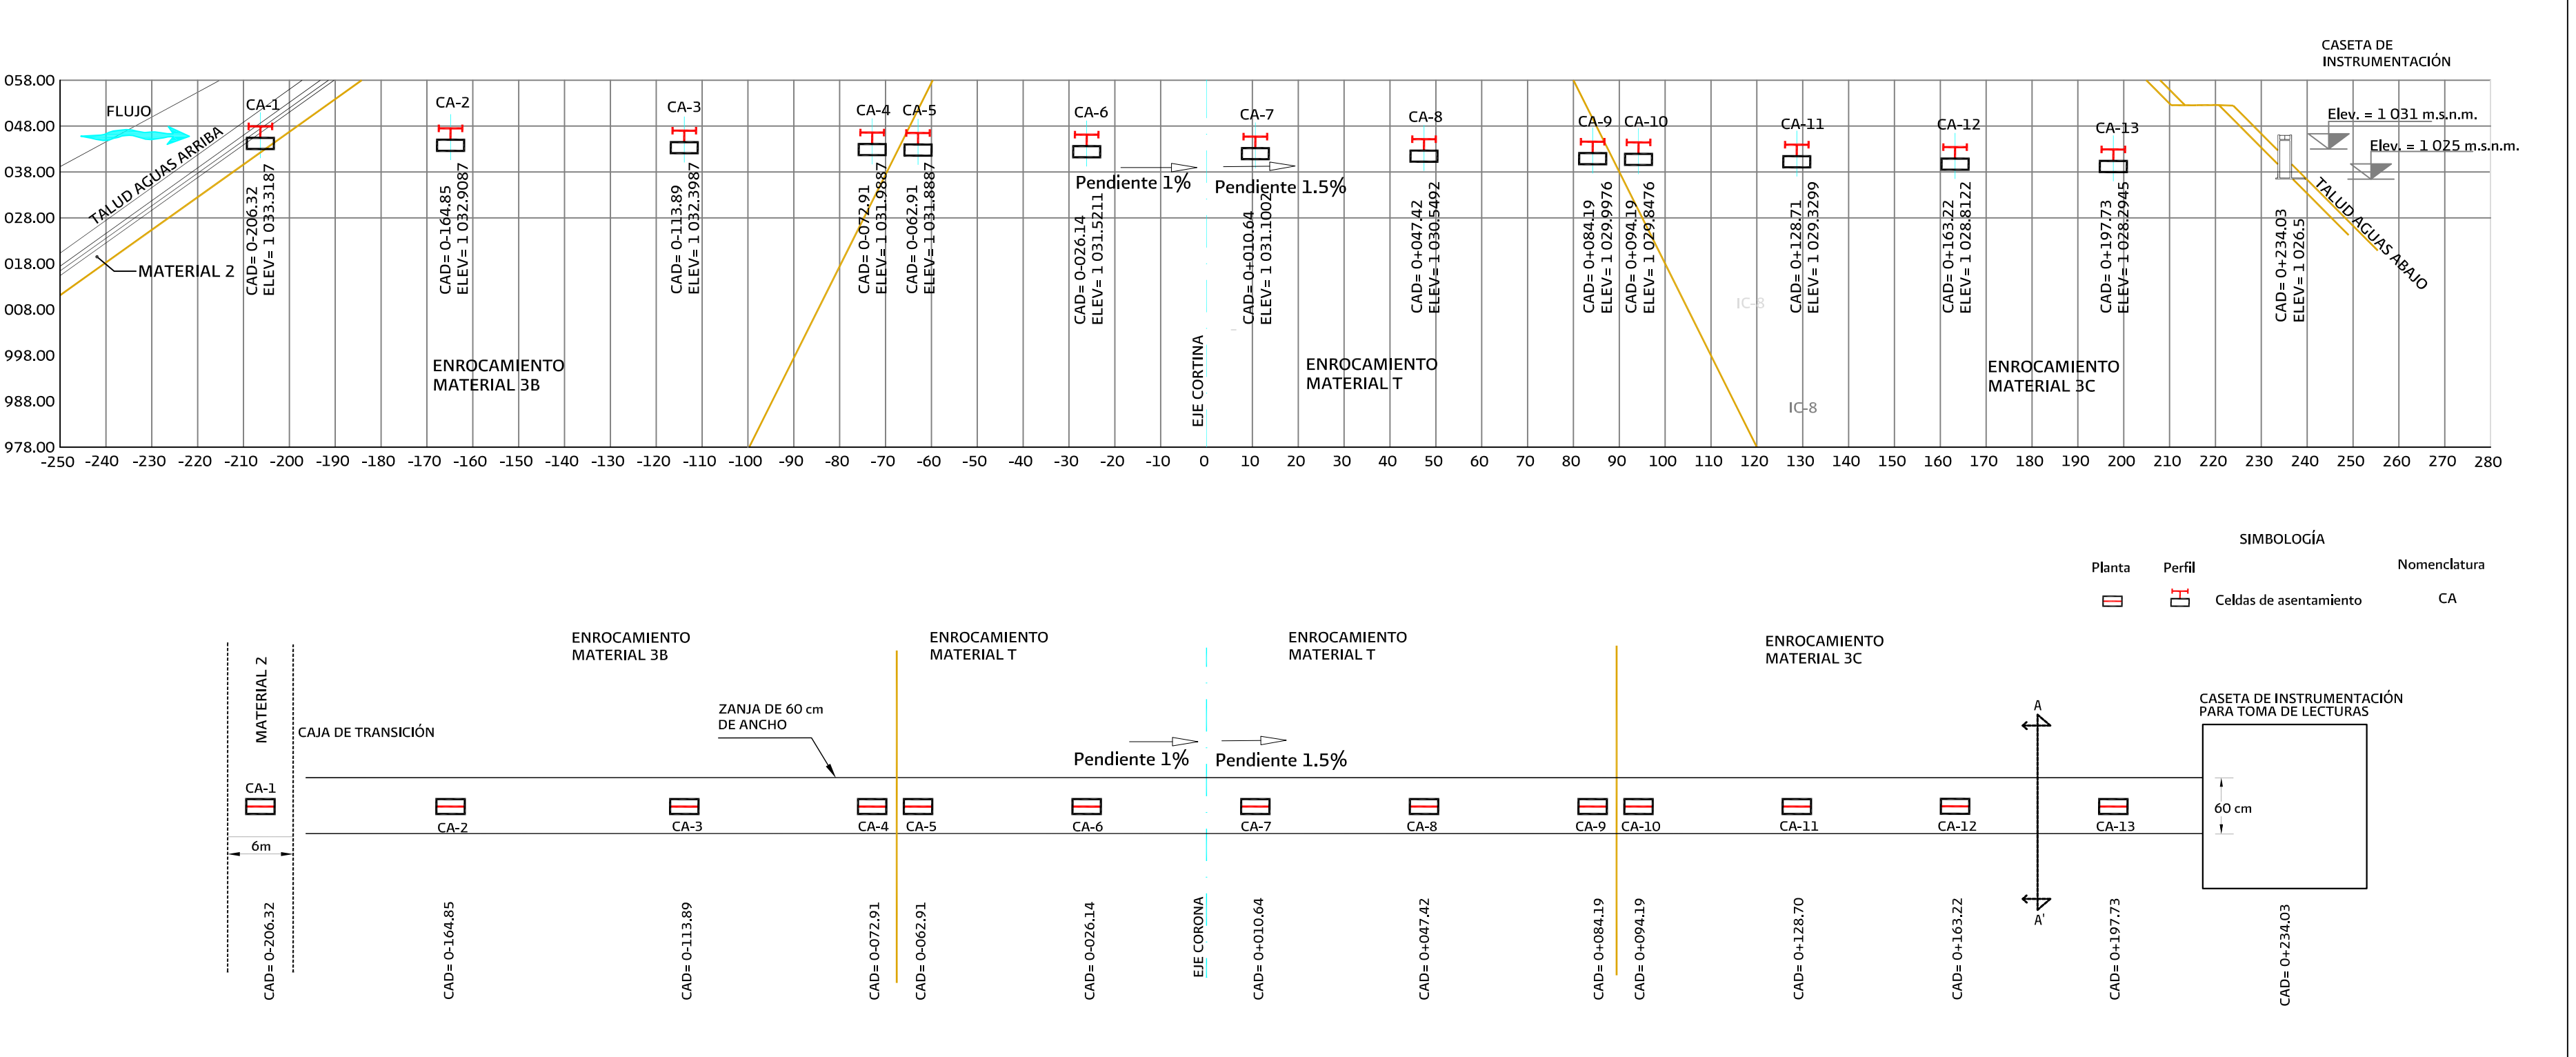 CASETA DE
INSTRUMENTACIÓN
058.00
048.00
038.00
028.00
018.00
008.00
998.00
988.00
978.00
FLUJO
TALUD AGUAS ARRIBA
MATERIAL 2
CA-1
CA-2
CA-3
CA-4
CA-5
CA-6
CA-7
CA-8
CA-9
CA-10
CA-11
CA-12
CA-13
Elev. = 1 031 m.s.n.m.
Elev. = 1 025 m.s.n.m.
Pendiente 1%
Pendiente 1.5%
CAD= 0-206.32
ELEV= 1 033.3187
CAD= 0-164.85
ELEV= 1 032.9087
CAD= 0-113.89
ELEV= 1 032.3987
CAD= 0-072.91
ELEV= 1 031.9887
CAD= 0-062.91
ELEV= 1 031.8887
CAD= 0-026.14
ELEV= 1 031.5211
CAD= 0+010.64
ELEV= 1 031.1002
CAD= 0+047.42
ELEV= 1 030.5492
CAD= 0+084.19
ELEV= 1 029.9976
CAD= 0+094.19
ELEV= 1 029.8476
CAD= 0+128.71
ELEV= 1 029.3299
CAD= 0+163.22
ELEV= 1 028.8122
CAD= 0+197.73
ELEV= 1 028.2945
CAD= 0+234.03
ELEV= 1 026.5
TALUD AGUAS ABAJO
IC-8
IC-8
ENROCAMIENTO
MATERIAL 3B
EJE CORTINA
ENROCAMIENTO
MATERIAL T
ENROCAMIENTO
MATERIAL 3C
-250 -240 -230 -220 -210 -200 -190 -180 -170 -160 -150 -140 -130 -120 -110 -100 -90 -80 -70 -60 -50 -40 -30 -20 -10 0 10 20 30 40 50 60 70 80 90 100 110 120 130 140 150 160 170 180 190 200 210 220 230 240 250 260 270 280
SIMBOLOGÍA
Planta Perfil Nomenclatura
Celdas de asentamiento CA
MATERIAL 2
CAJA DE TRANSICIÓN
ENROCAMIENTO
MATERIAL 3B
ENROCAMIENTO
MATERIAL T
ENROCAMIENTO
MATERIAL T
ENROCAMIENTO
MATERIAL 3C
ZANJA DE 60 cm
DE ANCHO
Pendiente 1%
Pendiente 1.5%
A
CASETA DE INSTRUMENTACIÓN
PARA TOMA DE LECTURAS
CA-1
CA-2
CA-3
CA-4
CA-5
CA-6
CA-7
CA-8
CA-9
CA-10
CA-11
CA-12
CA-13
60 cm
6m
A'
EJE CORONA
CAD= 0-206.32
CAD= 0-164.85
CAD= 0-113.89
CAD= 0-072.91
CAD= 0-062.91
CAD= 0-026.14
CAD= 0+010.64
CAD= 0+047.42
CAD= 0+084.19
CAD= 0+094.19
CAD= 0+128.70
CAD= 0+163.22
CAD= 0+197.73
CAD= 0+234.03